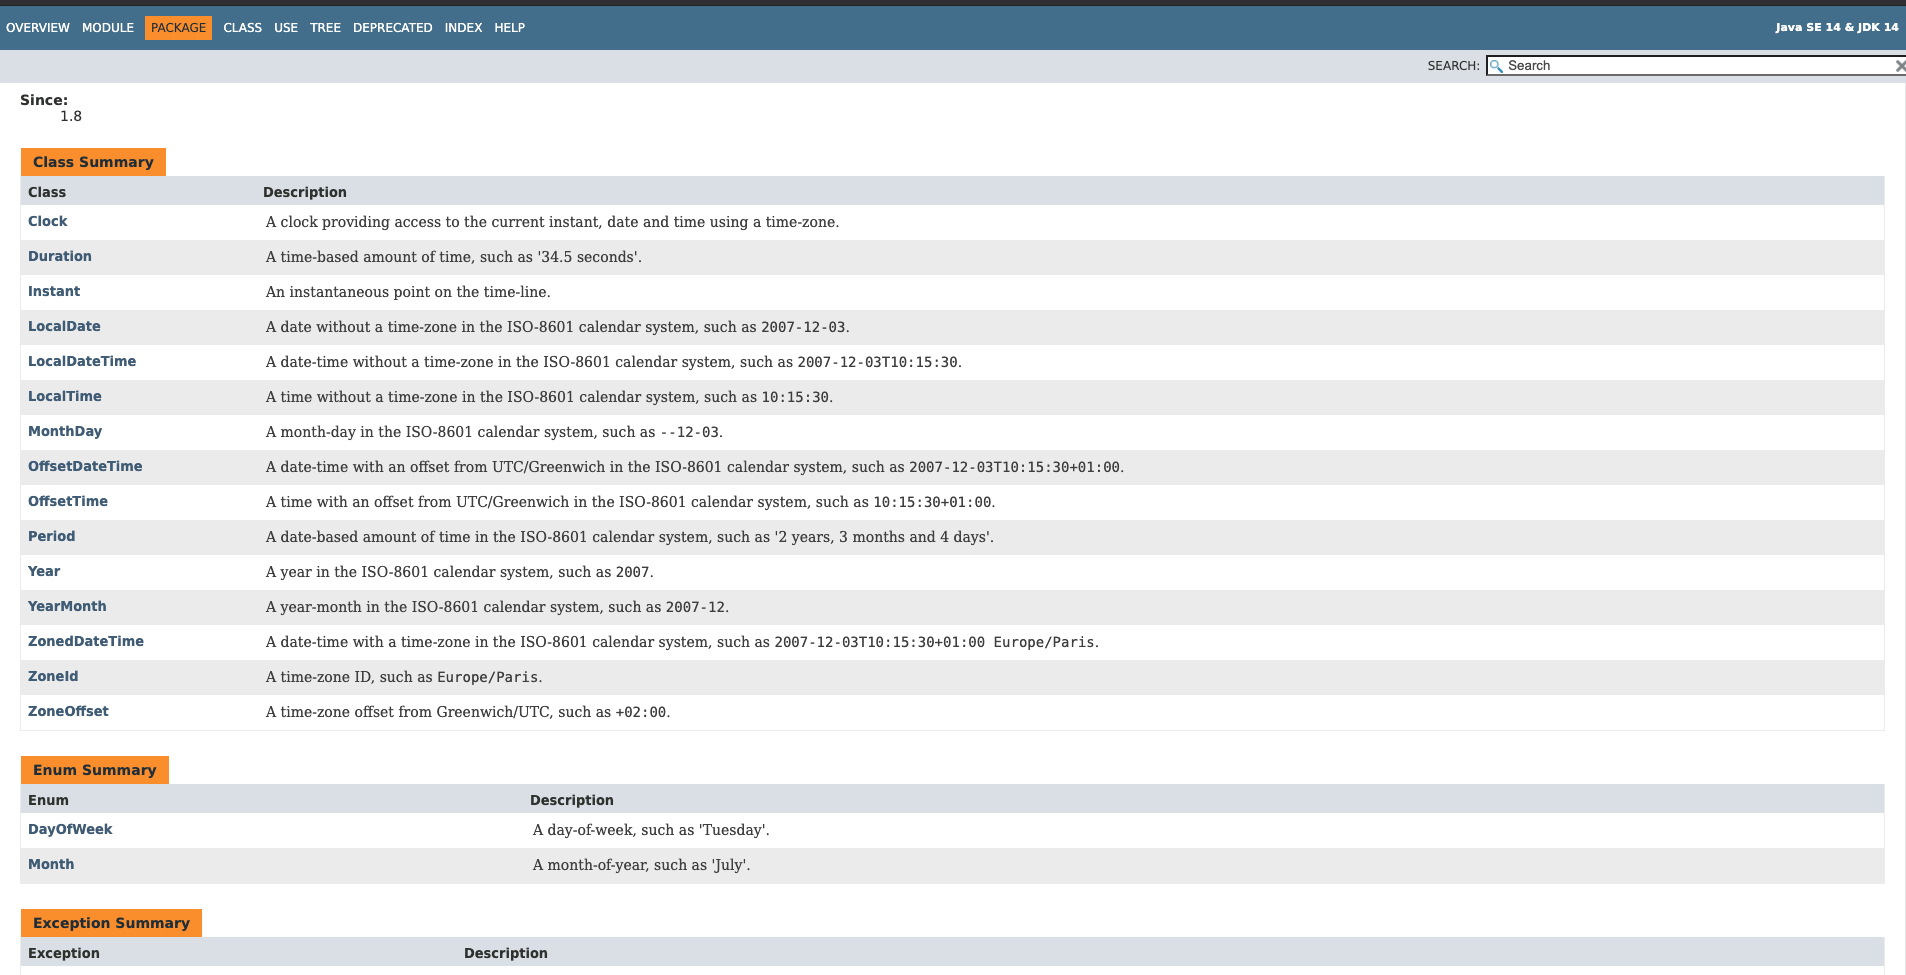 OVERVIEW MODULE PACKAGE CLASS USE TREE DEPRECATED INDEX HELP Java SE 14 & JDK 14
SEARCH: Search
Since:
1.8
Class Summary
Class Description
Clock A clock providing access to the current instant, date and time using a time-zone.
Duration A time-based amount of time, such as '34.5 seconds'.
Instant An instantaneous point on the time-line.
LocalDate A date without a time-zone in the ISO-8601 calendar system, such as 2007-12-03.
LocalDateTime A date-time without a time-zone in the ISO-8601 calendar system, such as 2007-12-03T10:15:30.
LocalTime A time without a time-zone in the ISO-8601 calendar system, such as 10:15:30.
MonthDay A month-day in the ISO-8601 calendar system, such as --12-03.
OffsetDateTime A date-time with an offset from UTC/Greenwich in the ISO-8601 calendar system, such as 2007-12-03T10:15:30+01:00.
OffsetTime A time with an offset from UTC/Greenwich in the ISO-8601 calendar system, such as 10:15:30+01:00.
Period A date-based amount of time in the ISO-8601 calendar system, such as '2 years, 3 months and 4 days'.
Year A year in the ISO-8601 calendar system, such as 2007.
YearMonth A year-month in the ISO-8601 calendar system, such as 2007-12.
ZonedDateTime A date-time with a time-zone in the ISO-8601 calendar system, such as 2007-12-03T10:15:30+01:00 Europe/Paris.
ZoneId A time-zone ID, such as Europe/Paris.
ZoneOffset A time-zone offset from Greenwich/UTC, such as +02:00.
Enum Summary
Enum Description
DayOfWeek A day-of-week, such as 'Tuesday'.
Month A month-of-year, such as 'July'.
Exception Summary
Exception Description